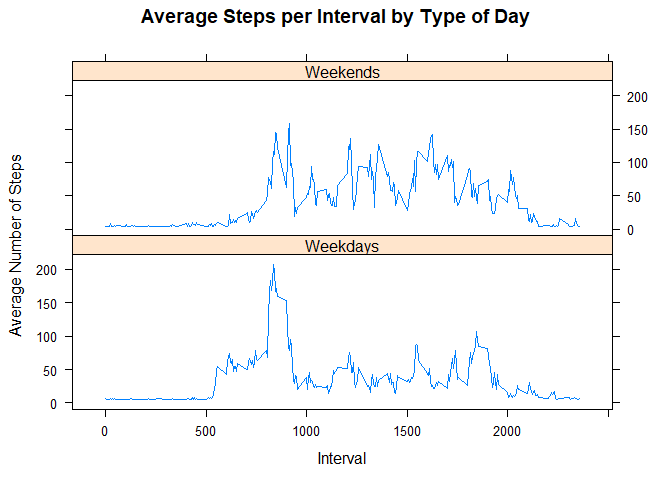 Average Steps per Interval by Type of Day
Weekends
200
150
100
50
0
Average Number of Steps
Weekdays
200
150
100
50
0
0 500 1000 1500 2000
Interval